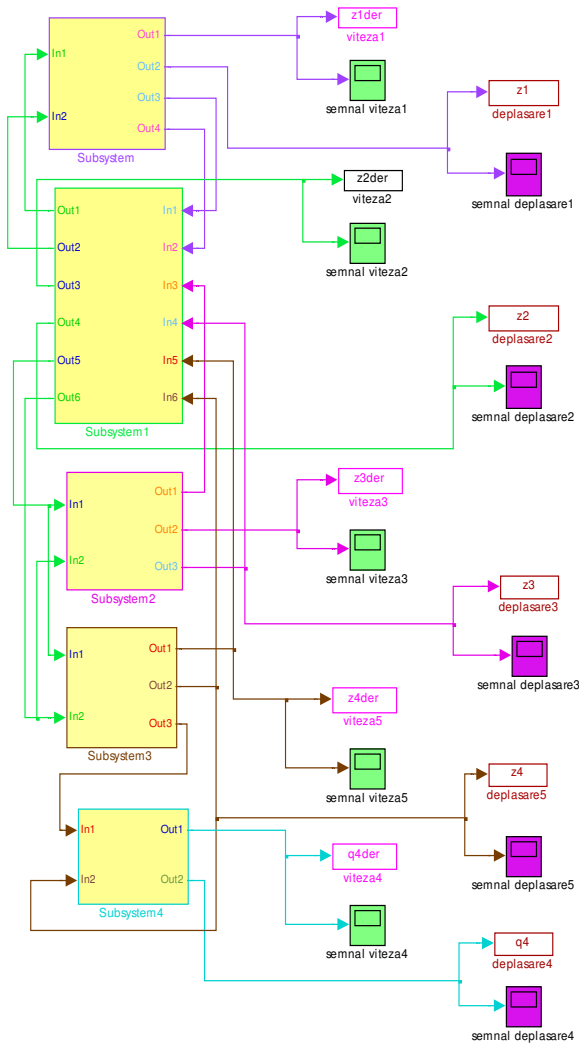 In1
In2
Out1
Out2
Out3
Out4
Subsystem
z1der
viteza1
semnal viteza1
z1
deplasare1
semnal deplasare1
z2der
viteza2
semnal viteza2
Out1
Out2
Out3
Out4
Out5
Out6
In1
In2
In3
In4
In5
In6
Subsystem1
z2
deplasare2
semnal deplasare2
In1
In2
Out1
Out2
Out3
Subsystem2
z3der
viteza3
semnal viteza3
z3
deplasare3
semnal deplasare3
In1
In2
Out1
Out2
Out3
Subsystem3
z4der
viteza5
semnal viteza5
z4
deplasare5
semnal deplasare5
In1
In2
Out1
Out2
Subsystem4
q4der
viteza4
semnal viteza4
q4
deplasare4
semnal deplasare4